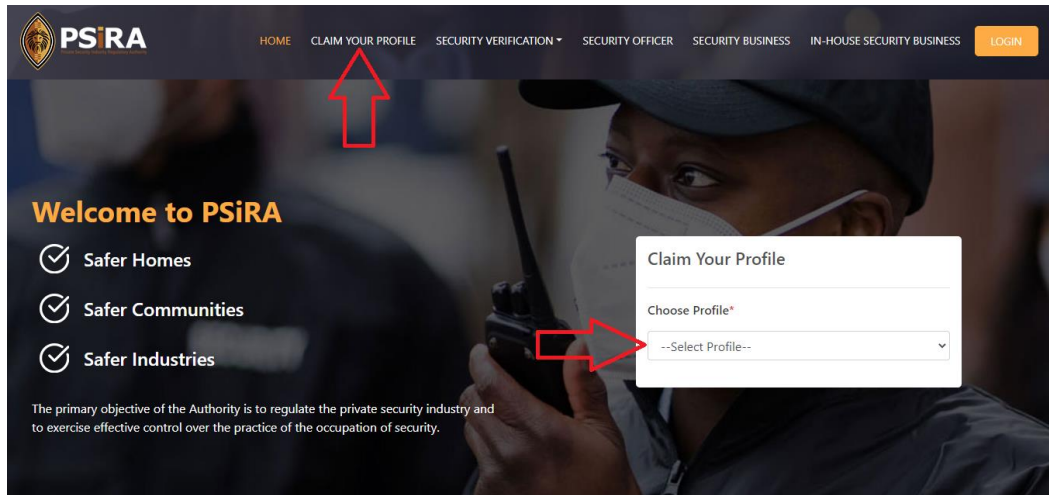 PSiRA
HOME CLAIM YOUR PROFILE SECURITY VERIFICATION SECURITY OFFICER SECURITY BUSINESS IN-HOUSE SECURITY BUSINESS LOGIN
Welcome to PSiRA
Safer Homes
Safer Communities
Safer Industries
The primary objective of the Authority is to regulate the private security industry and
to exercise effective control over the practice of the occupation of security.
Claim Your Profile
Choose Profile*
--Select Profile--